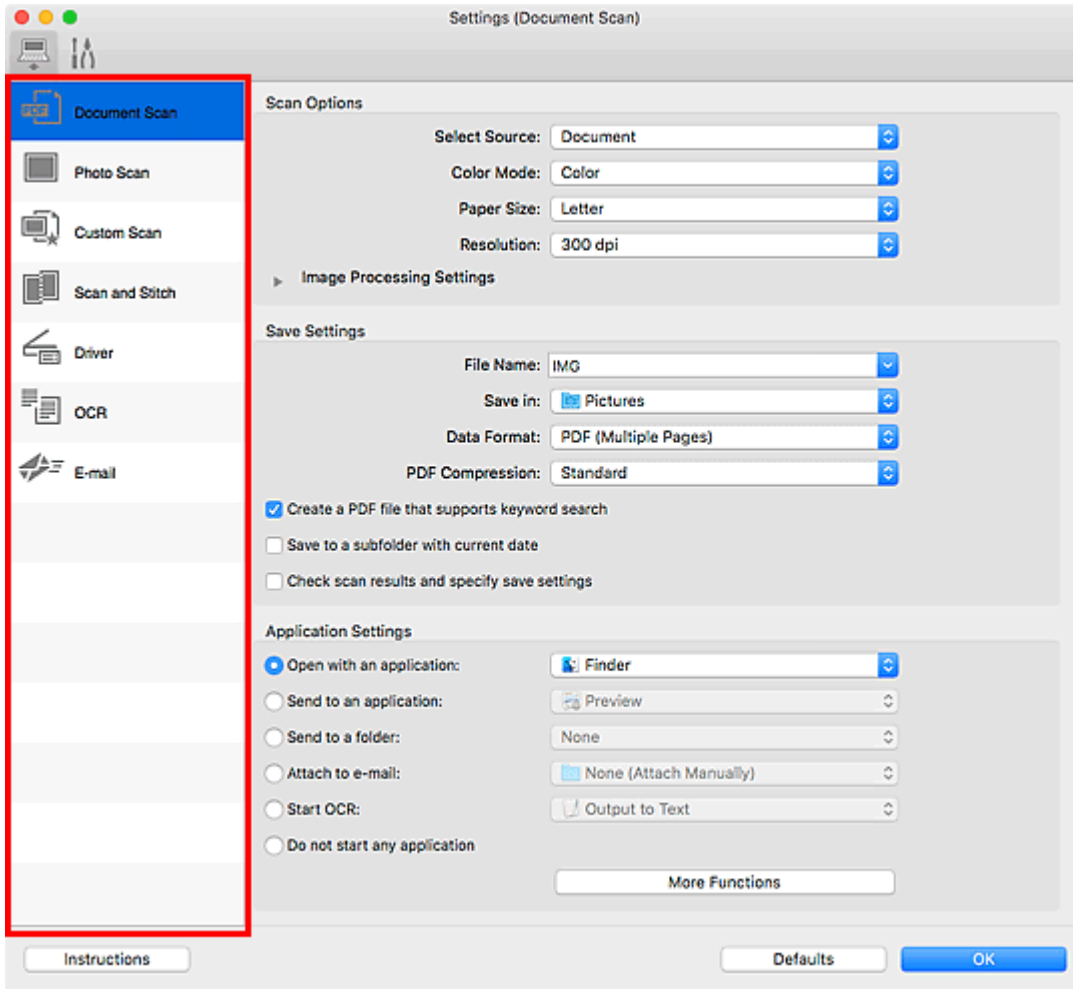 Settings (Document Scan)
PDF Document Scan
Photo Scan
Custom Scan
Scan and Stitch
Driver
OCR
E-mail
Scan Options
Select Source: Document
Color Mode: Color
Paper Size: Letter
Resolution: 300 dpi
Image Processing Settings
Save Settings
File Name: IMG
Save in: Pictures
Data Format: PDF (Multiple Pages)
PDF Compression: Standard
Create a PDF file that supports keyword search
Save to a subfolder with current date
Check scan results and specify save settings
Application Settings
Open with an application: Finder
Send to an application: Preview
Send to a folder: None
Attach to e-mail: None (Attach Manually)
Start OCR: Output to Text
Do not start any application
More Functions
Instructions Defaults OK